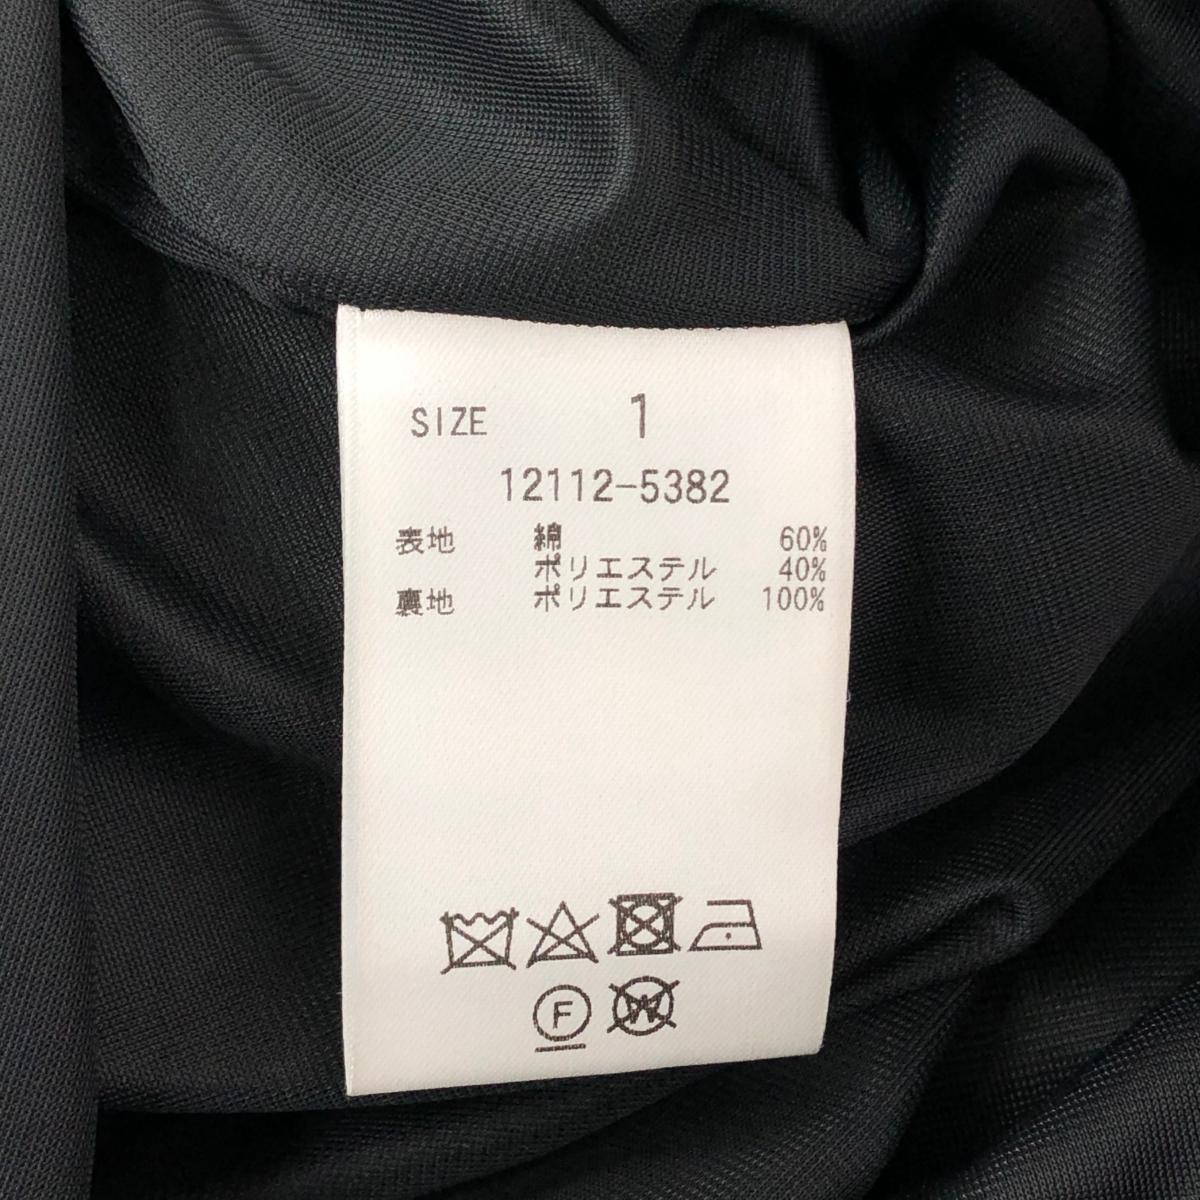 SIZE 1
12112-5382
表地 綿 60%
ポリエステル 40%
裏地 ポリエステル 100%
F W